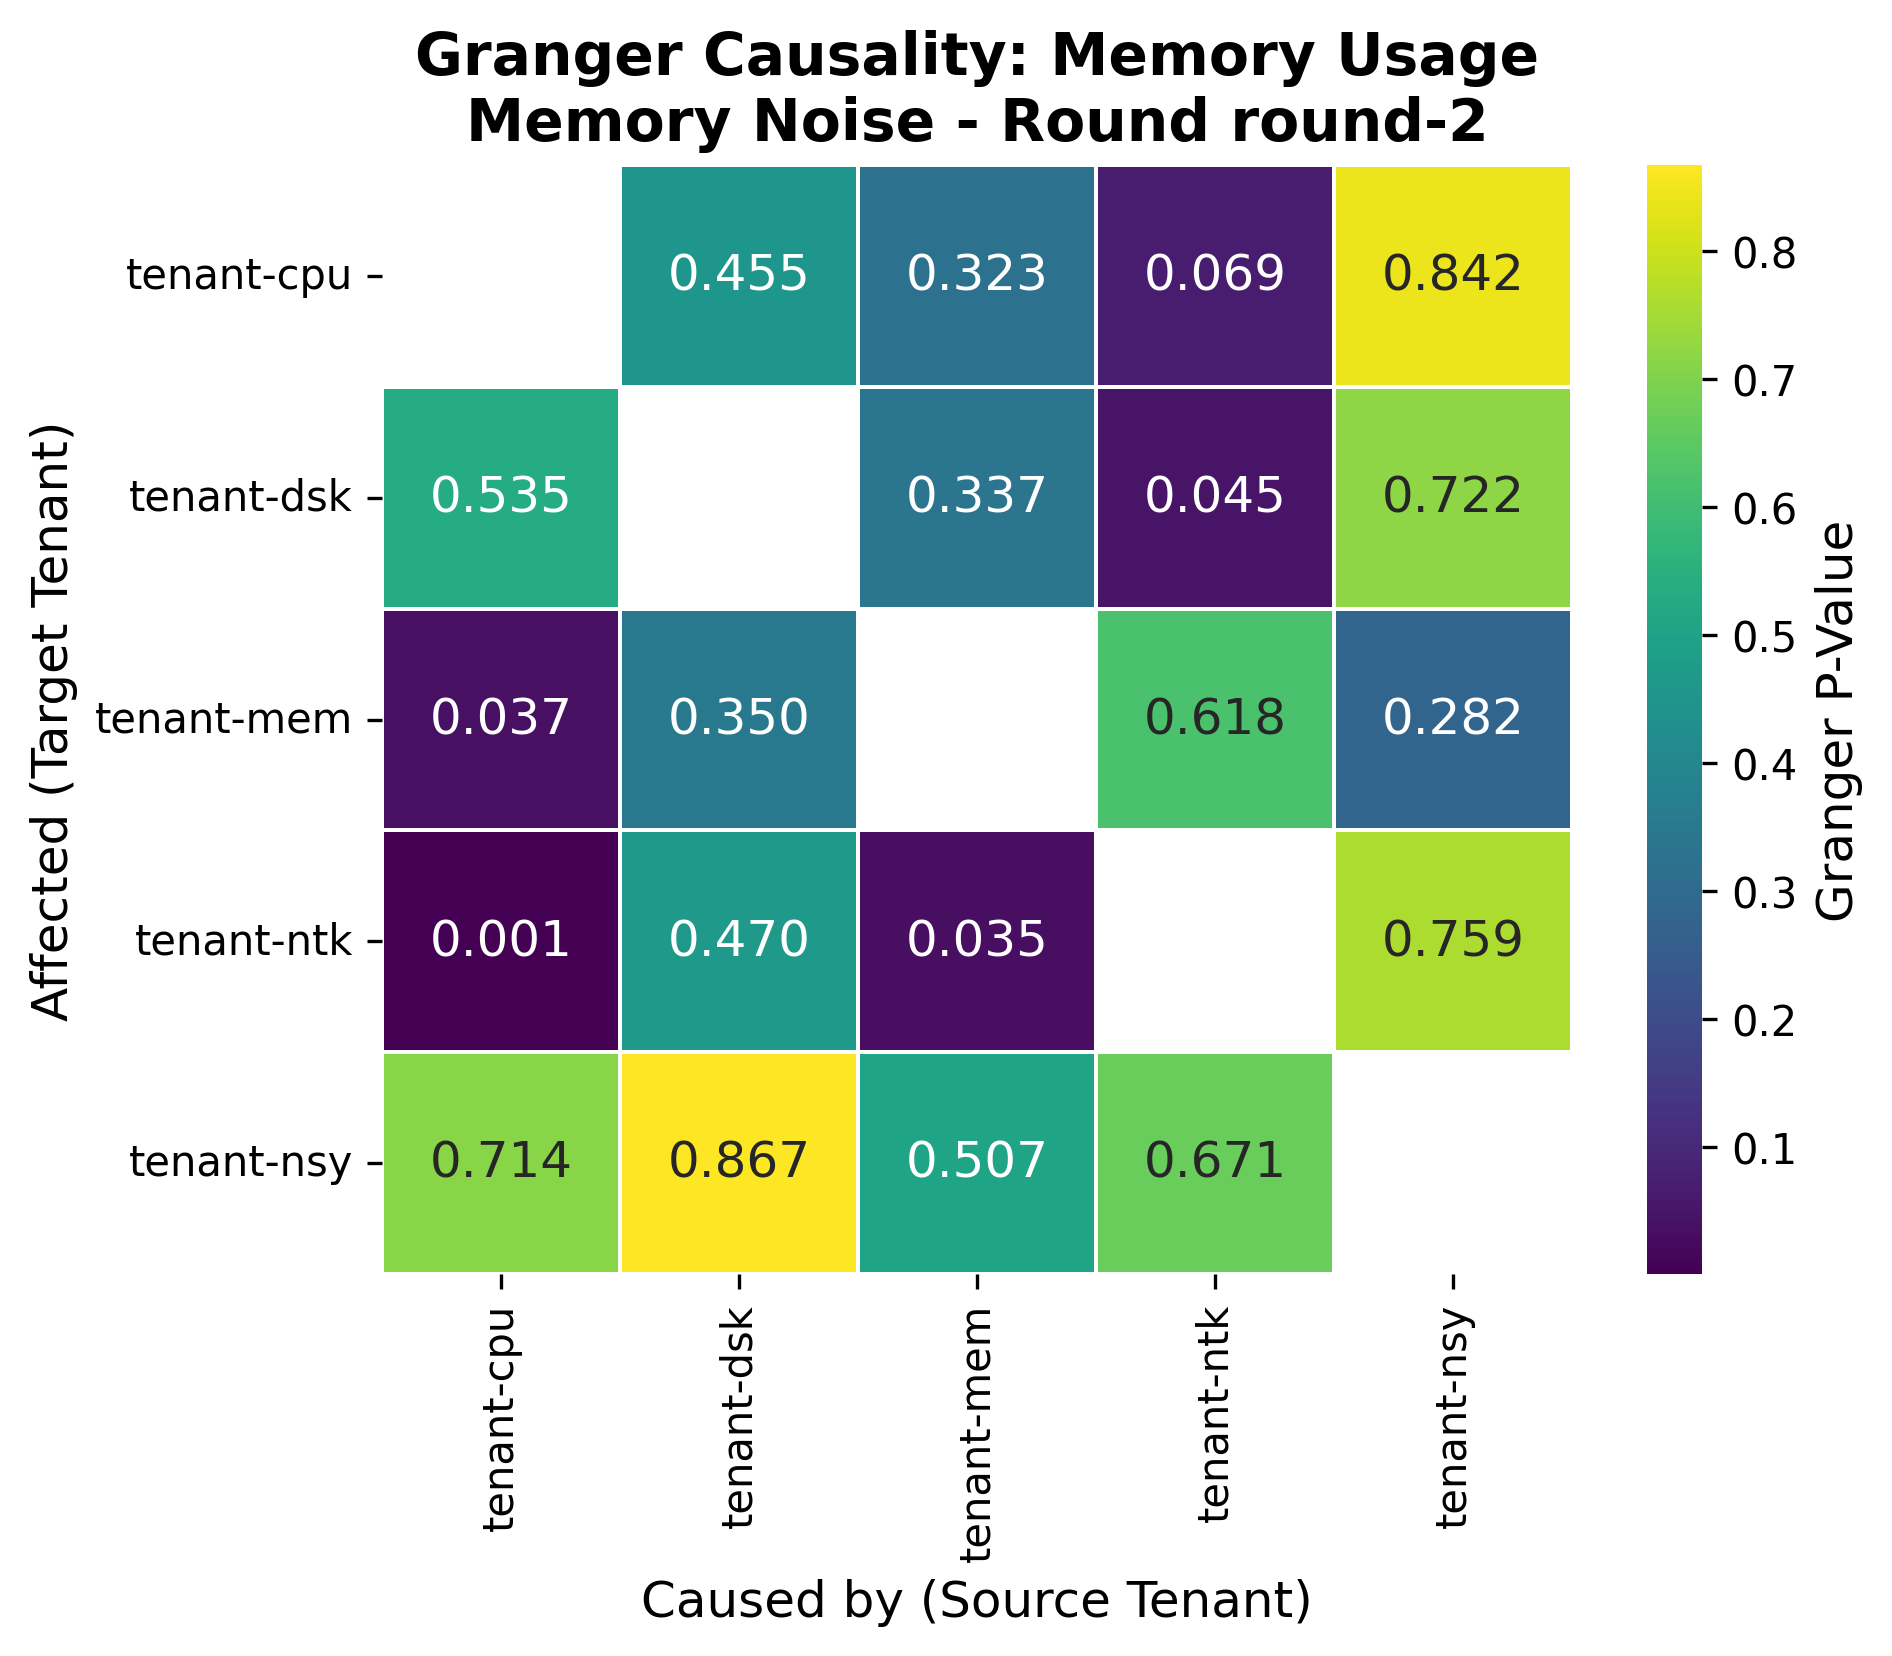 Granger Causality: Memory Usage
Memory Noise - Round round-2
Affected (Target Tenant)
tenant-cpu 0.455 0.323 0.069 0.842
tenant-dsk 0.535 0.337 0.045 0.722
tenant-mem 0.037 0.350 0.618 0.282
tenant-ntk 0.001 0.470 0.035 0.759
tenant-nsy 0.714 0.867 0.507 0.671
tenant-cpu tenant-dsk tenant-mem tenant-ntk tenant-nsy
Caused by (Source Tenant)
0.8
0.7
0.6
0.5
0.4
0.3
0.2
0.1
Granger P-Value